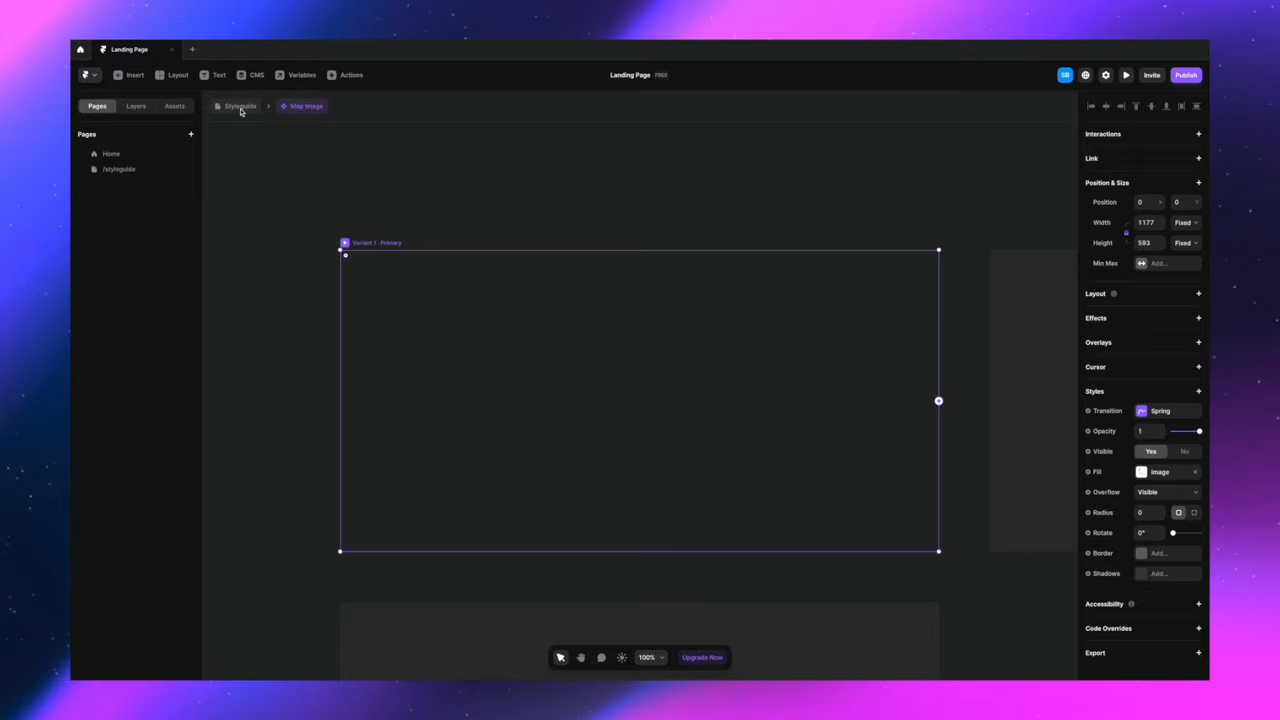 Landing Page
Insert Layout Text CMS Variables Actions
Landing Page FREE
SB Invite Publish
Pages Layers Assets
Styleguide > Map Image
Pages
Home
/styleguide
Variant 1 · Primary
100% Upgrade Now
Interactions
Link
Position & Size
Position 0 X 0 Y
Width 1177 Fixed
Height 593 Fixed
Min Max Add...
Layout
Effects
Overlays
Cursor
Styles
Transition Spring
Opacity 1
Visible Yes No
Fill Image
Overflow Visible
Radius 0
Rotate 0°
Border Add...
Shadows Add...
Accessibility
Code Overrides
Export